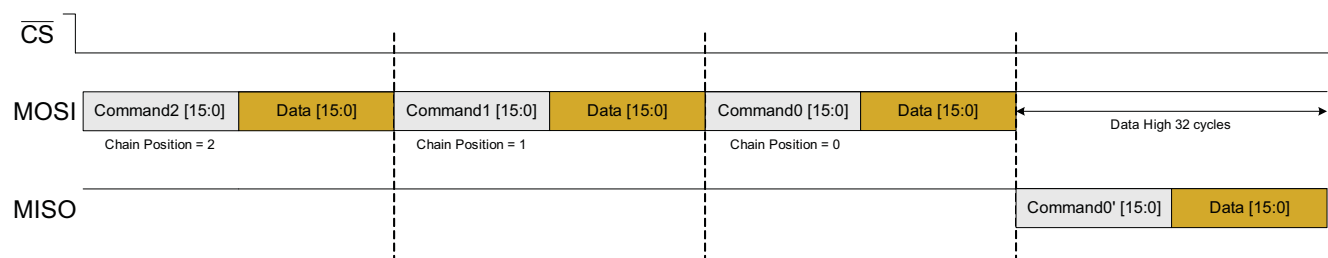 CS
MOSI Command2 [15:0] Data [15:0] Command1 [15:0] Data [15:0] Command0 [15:0] Data [15:0]
Data High 32 cycles
Chain Position = 2 Chain Position = 1 Chain Position = 0
MISO Command0' [15:0] Data [15:0]